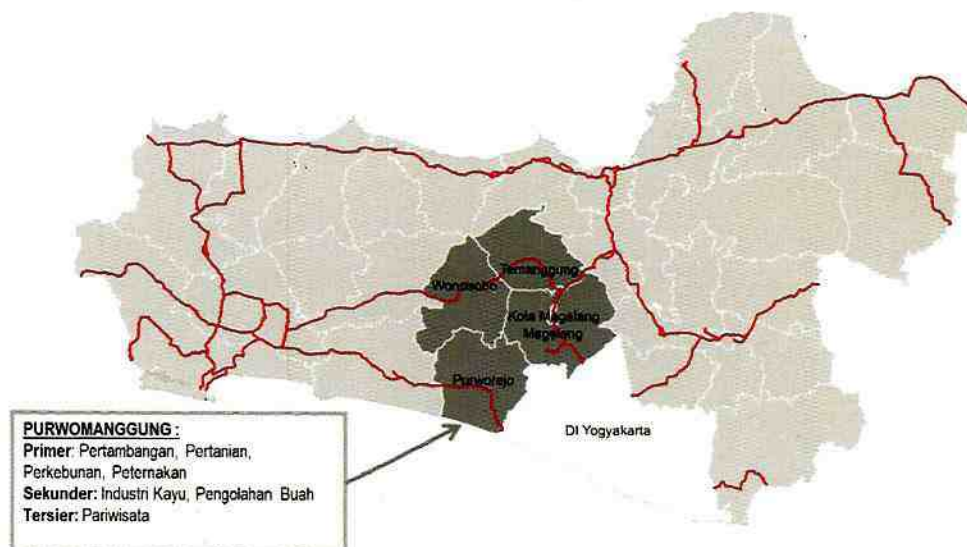 Temanggung
Wonosobo
Kota Magelang
Magelang
Purworejo
DI Yogyakarta
PURWOMANGGUNG :
Primer: Pertambangan, Pertanian,
Perkebunan, Peternakan
Sekunder: Industri Kayu, Pengolahan Buah
Tersier: Pariwisata